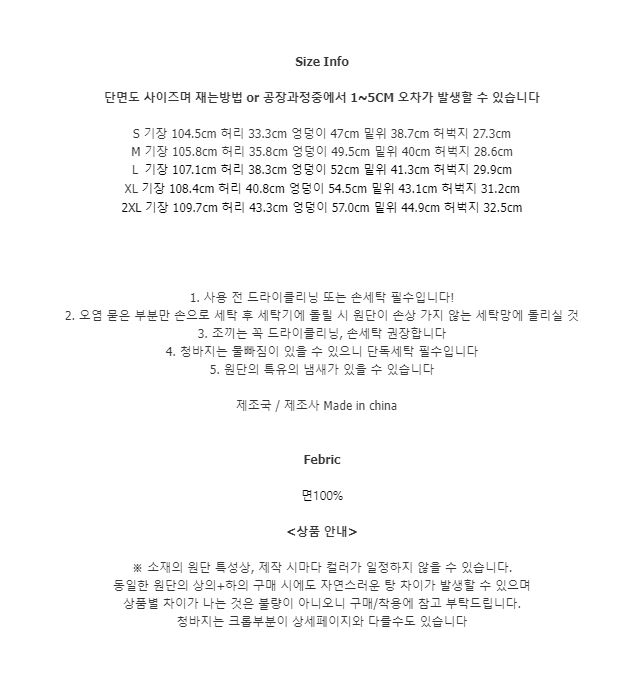 Size Info
단면도 사이즈며 재는방법 or 공장과정중에서 1~5CM 오차가 발생할 수 있습니다
S 기장 104.5cm 허리 33.3cm 엉덩이 47cm 밑위 38.7cm 허벅지 27.3cm
M 기장 105.8cm 허리 35.8cm 엉덩이 49.5cm 밑위 40cm 허벅지 28.6cm
L 기장 107.1cm 허리 38.3cm 엉덩이 52cm 밑위 41.3cm 허벅지 29.9cm
XL 기장 108.4cm 허리 40.8cm 엉덩이 54.5cm 밑위 43.1cm 허벅지 31.2cm
2XL 기장 109.7cm 허리 43.3cm 엉덩이 57.0cm 밑위 44.9cm 허벅지 32.5cm
1. 사용 전 드라이클리닝 또는 손세탁 필수입니다!
2. 오염 묻은 부분만 손으로 세탁 후 세탁기에 돌릴 시 원단이 손상 가지 않는 세탁망에 돌리실 것
3. 조끼는 꼭 드라이클리닝, 손세탁 권장합니다
4. 청바지는 물빠짐이 있을 수 있으니 단독세탁 필수입니다
5. 원단의 특유의 냄새가 있을 수 있습니다
제조국 / 제조사 Made in china
Febric
면100%
<상품 안내>
※ 소재의 원단 특성상, 제작 시마다 컬러가 일정하지 않을 수 있습니다.
동일한 원단의 상의+하의 구매 시에도 자연스러운 탕 차이가 발생할 수 있으며
상품별 차이가 나는 것은 불량이 아니오니 구매/착용에 참고 부탁드립니다.
청바지는 크롭부분이 상세페이지와 다를수도 있습니다